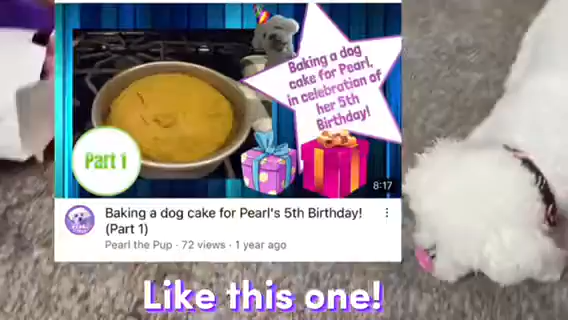 Baking a dog
cake for Pearl,
in celebration of
her 5th
Birthday!
Part 1
8:17
Baking a dog cake for Pearl's 5th Birthday!
(Part 1)
Pearl the Pup · 72 views · 1 year ago
Like this one!